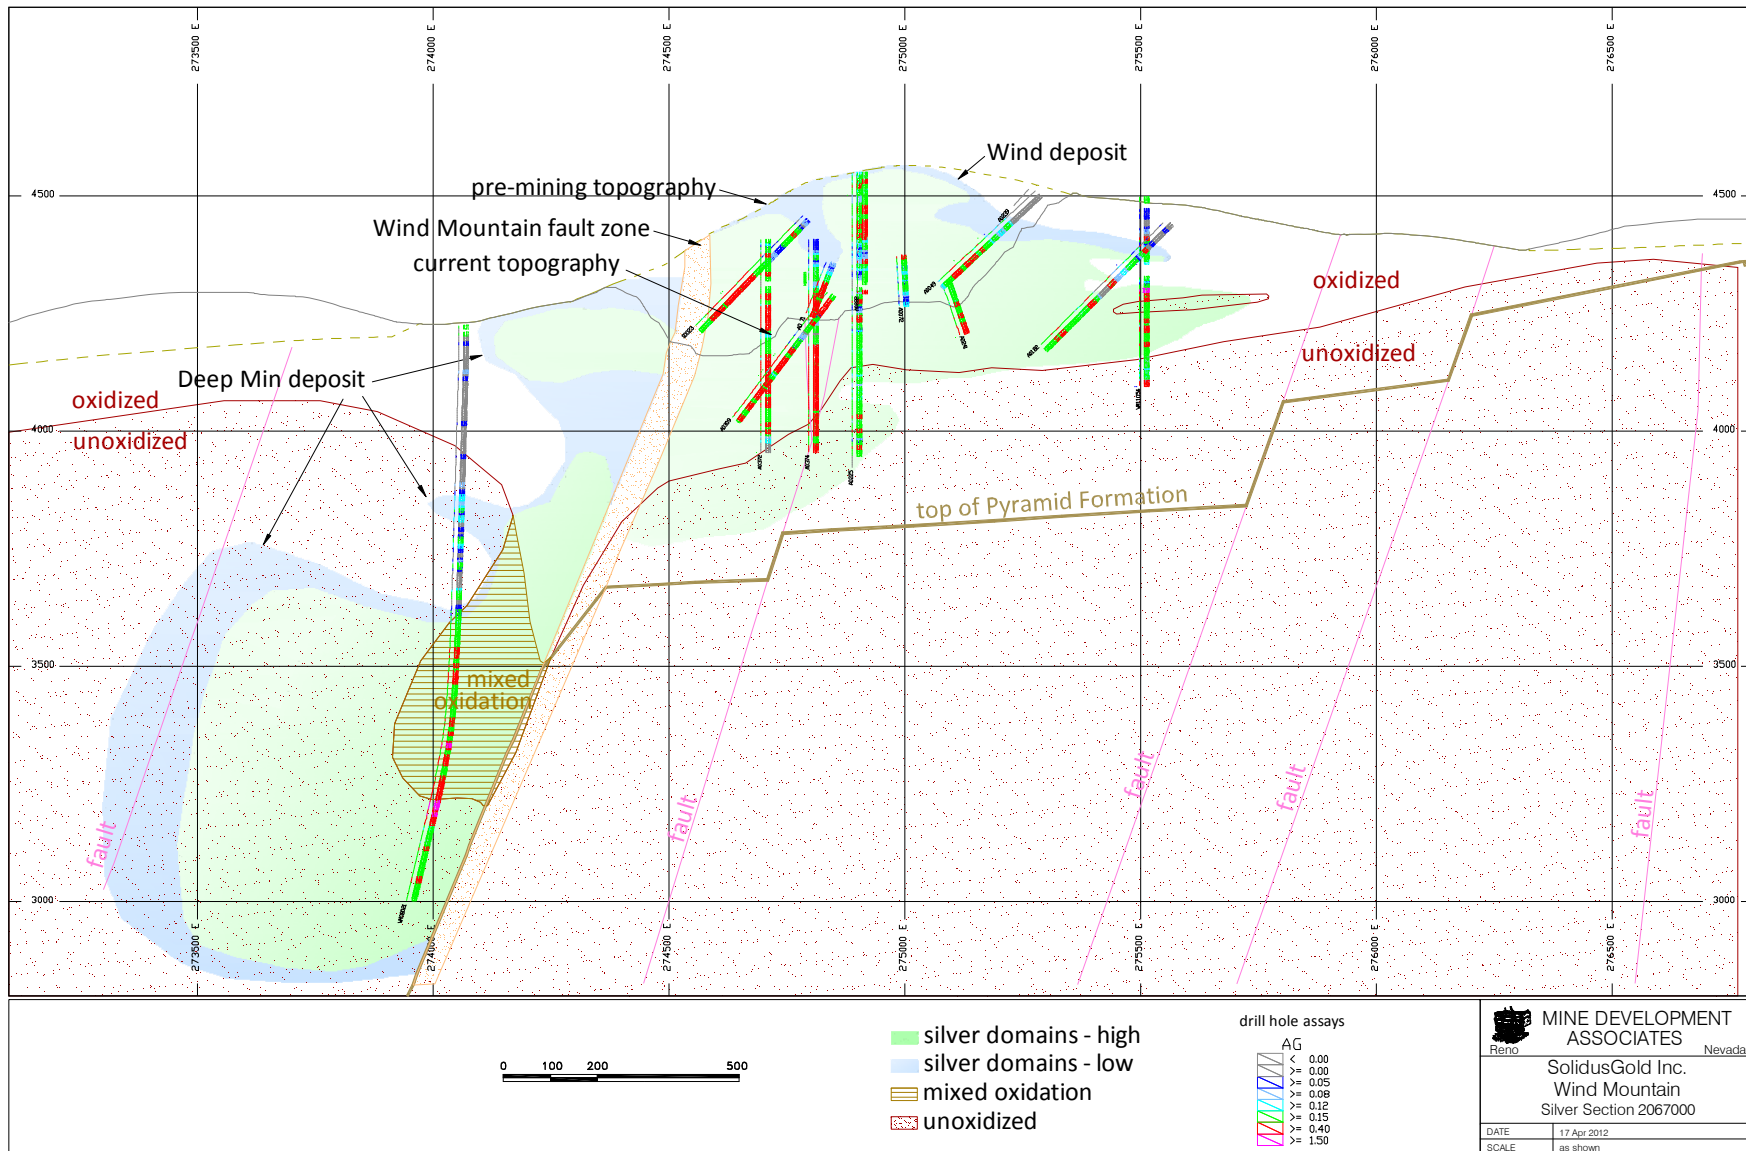 273500 E
274000 E
274500 E
275000 E
275500 E
276000 E
276500 E
Wind deposit
pre-mining topography
4500
4500
Wind Mountain fault zone
current topography
oxidized
unoxidized
Deep Min deposit
oxidized
unoxidized
4000
4000
top of Pyramid Formation
3500
3500
mixed
oxidation
fault
fault
fault
fault
fault
3000
3000
273500 E
274000 E
274500 E
275000 E
275500 E
276000 E
276500 E
0 100 200 500
silver domains - high
silver domains - low
mixed oxidation
unoxidized
drill hole assays
AG
< 0.00
>= 0.00
>= 0.05
>= 0.08
>= 0.12
>= 0.15
>= 0.40
>= 1.50
MINE DEVELOPMENT
ASSOCIATES
Reno Nevada
SolidusGold Inc.
Wind Mountain
Silver Section 2067000
DATE 17 Apr 2012
SCALE as shown